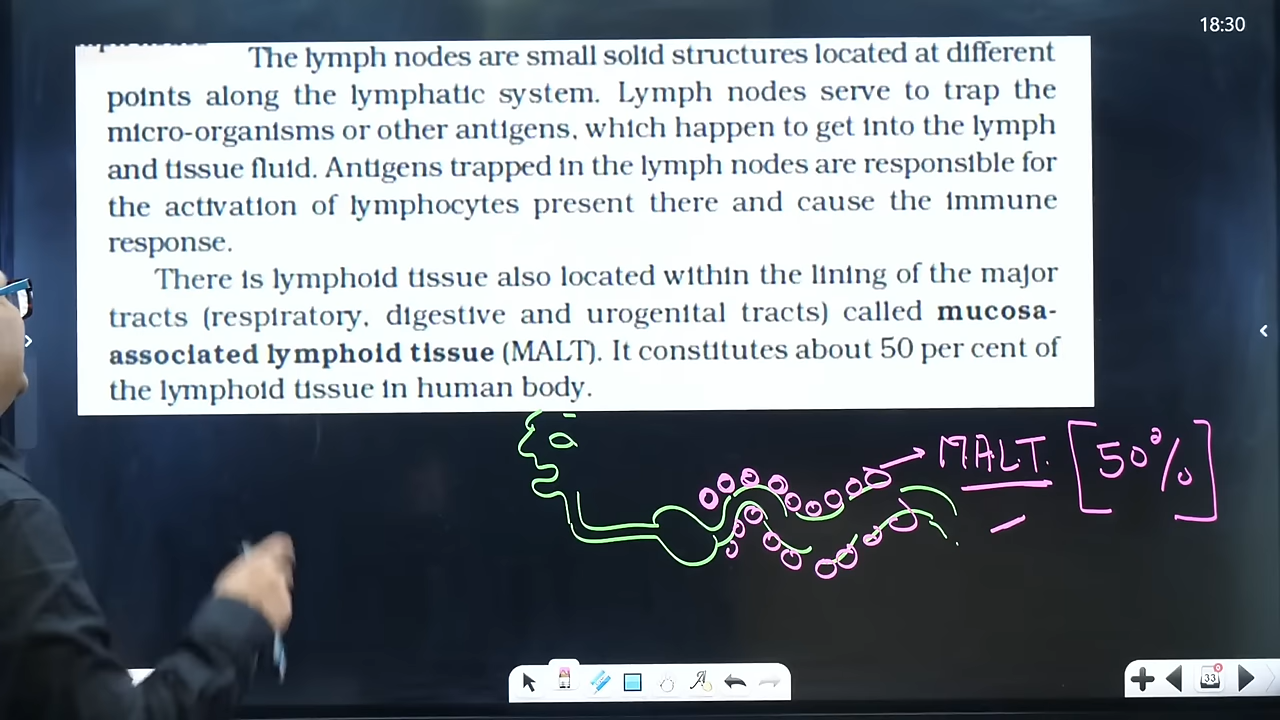 18:30
The lymph nodes are small solid structures located at different
points along the lymphatic system. Lymph nodes serve to trap the
micro-organisms or other antigens, which happen to get into the lymph
and tissue fluid. Antigens trapped in the lymph nodes are responsible for
the activation of lymphocytes present there and cause the immune
response.
There is lymphoid tissue also located within the lining of the major
tracts (respiratory, digestive and urogenital tracts) called mucosa-
associated lymphoid tissue (MALT). It constitutes about 50 per cent of
the lymphoid tissue in human body.
MALT. [50%]
33